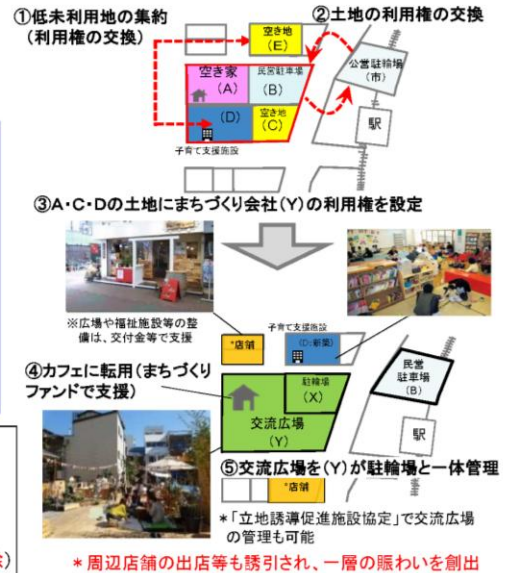 ①低未利用地の集約
(利用権の交換)
②土地の利用権の交換
空き地
(E)
公営駐輪場
(市)
空き家
(A)
民営駐車場
(B)
(D)
空き地
(C)
駅
子育て支援施設
③A・C・Dの土地にまちづくり会社(Y)の利用権を設定
※広場や福祉施設等の整
備は、交付金等で支援
子育て支援施設
*店舗
(D:新築)
④カフェに転用(まちづくり
ファンドで支援)
民営
駐車場
(B)
駐輪場
(X)
交流広場
(Y)
駅
⑤交流広場を(Y)が駐輪場と一体管理
*店舗
*「立地誘導促進施設協定」で交流広場
の管理も可能
*周辺店舗の出店等も誘引され、一層の賑わいを創出